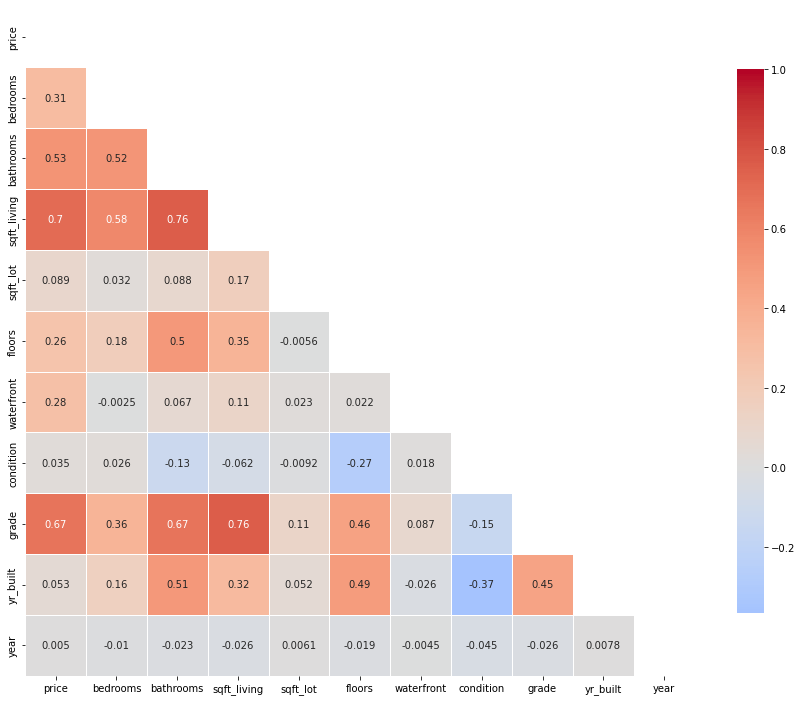 price
bedrooms 0.31
bathrooms 0.53 0.52
sqft_living 0.7 0.58 0.76
sqft_lot 0.089 0.032 0.088 0.17
floors 0.26 0.18 0.5 0.35 -0.0056
waterfront 0.28 -0.0025 0.067 0.11 0.023 0.022
condition 0.035 0.026 -0.13 -0.062 -0.0092 -0.27 0.018
grade 0.67 0.36 0.67 0.76 0.11 0.46 0.087 -0.15
yr_built 0.053 0.16 0.51 0.32 0.052 0.49 -0.026 -0.37 0.45
year 0.005 -0.01 -0.023 -0.026 0.0061 -0.019 -0.0045 -0.045 -0.026 0.0078
price bedrooms bathrooms sqft_living sqft_lot floors waterfront condition grade yr_built year
1.0
0.8
0.6
0.4
0.2
0.0
−0.2